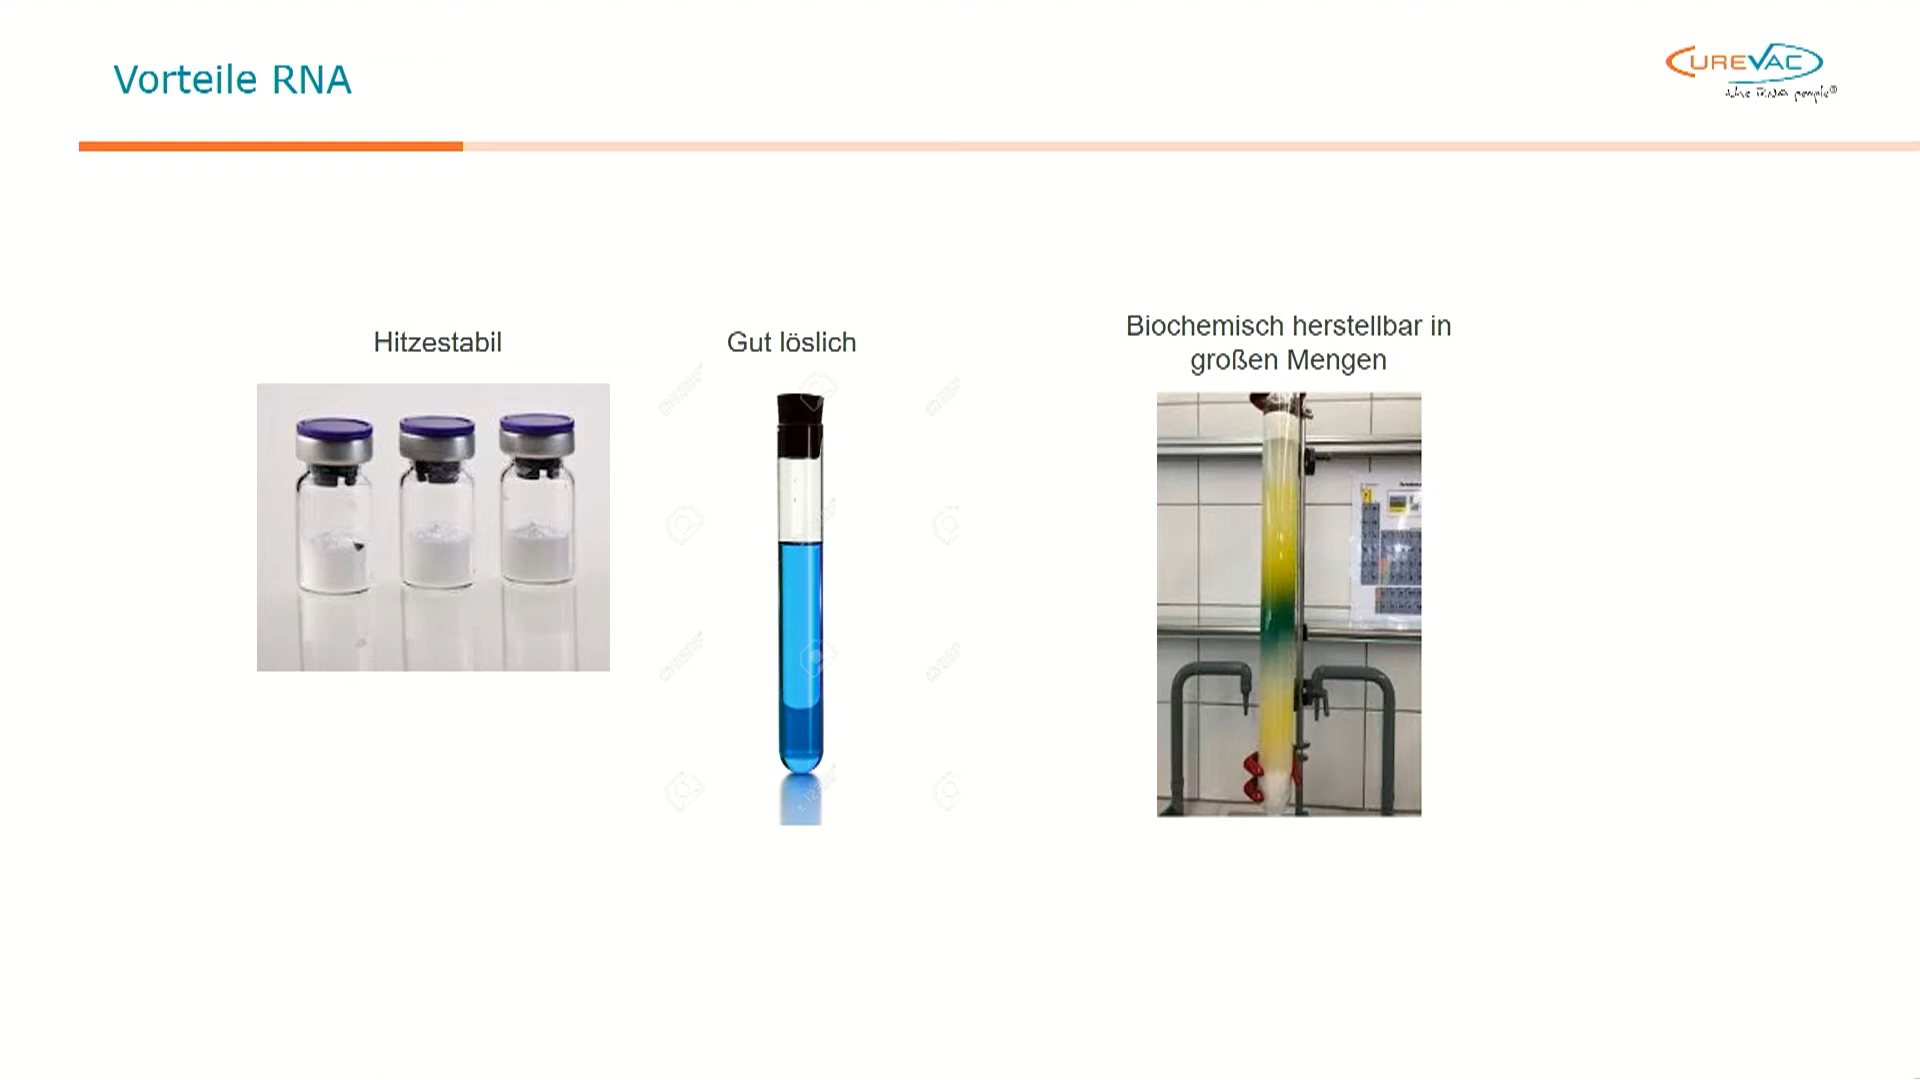 Vorteile RNA
CUREVAC
the RNA people®
Hitzestabil
Gut löslich
Biochemisch herstellbar in
großen Mengen